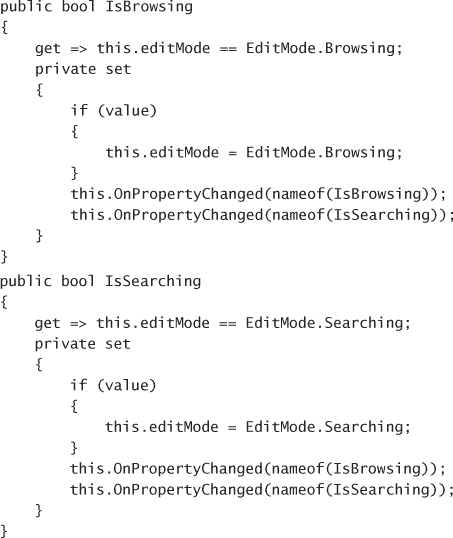 public bool IsBrowsing
{
    get => this.editMode == EditMode.Browsing;
    private set
    {
        if (value)
        {
            this.editMode = EditMode.Browsing;
        }
        this.OnPropertyChanged(nameof(IsBrowsing));
        this.OnPropertyChanged(nameof(IsSearching));
    }
}
public bool IsSearching
{
    get => this.editMode == EditMode.Searching;
    private set
    {
        if (value)
        {
            this.editMode = EditMode.Searching;
        }
        this.OnPropertyChanged(nameof(IsBrowsing));
        this.OnPropertyChanged(nameof(IsSearching));
    }
}